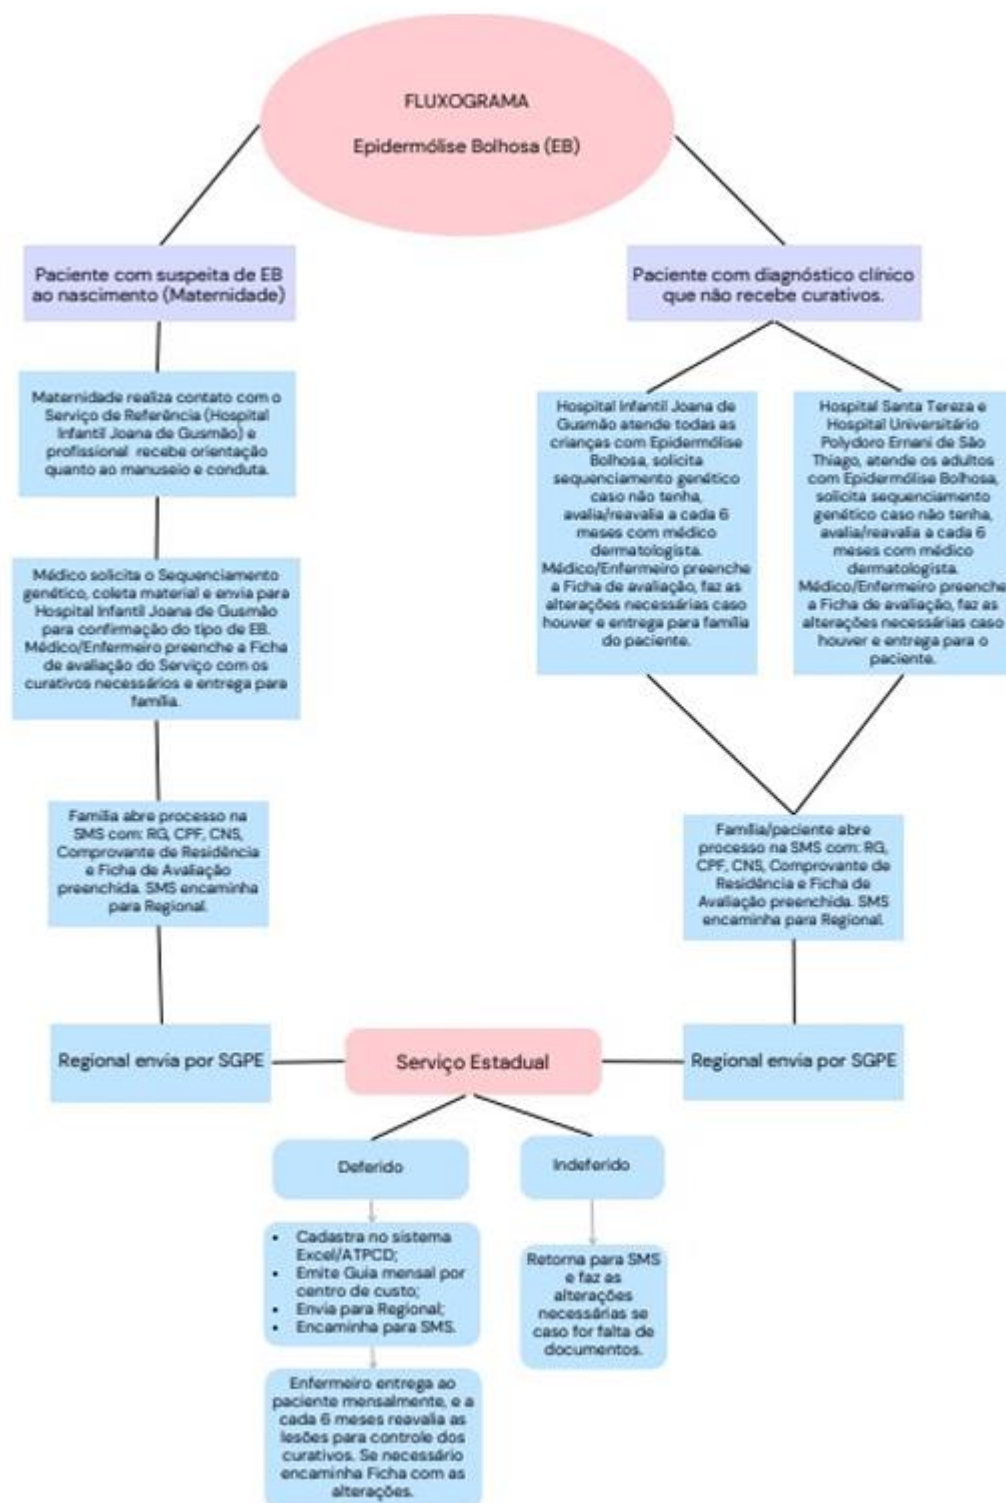 FLUXOGRAMA
Epidermólise Bolhosa (EB)
Paciente com suspeita de EB
ao nascimento (Maternidade)
Paciente com diagnóstico clínico
que não recebe curativos.
Maternidade realiza contato com o
Serviço de Referência (Hospital
Infantil Joana de Gusmão) e
profissional recebe orientação
quanto ao manuseio e conduta.
Hospital Infantil Joana de
Gusmão atende todas as
crianças com Epidermólise
Bolhosa, solicita
sequenciamento genético
caso não tenha,
avalia/reavalia a cada 6
meses com médico
dermatologista.
Médico/Enfermeiro preenche
a Ficha de avaliação, faz as
alterações necessárias caso
houver e entrega para família
do paciente.
Hospital Santa Tereza e
Hospital Universitário
Polydoro Ernani de São
Thiago, atende os adultos
com Epidermólise Bolhosa,
solicita sequenciamento
genético caso não tenha,
avalia/reavalia a cada 6
meses com médico
dermatologista.
Médico/Enfermeiro preenche
a Ficha de avaliação, faz as
alterações necessárias caso
houver e entrega para o
paciente.
Médico solicita o Sequenciamento
genético, coleta material e envia para
Hospital Infantil Joana de Gusmão
para confirmação do tipo de EB.
Médico/Enfermeiro preenche a Ficha
de avaliação do Serviço com os
curativos necessários e entrega para
família.
Família abre processo na
SMS com: RG, CPF, CNS,
Comprovante de Residência
e Ficha de Avaliação
preenchida. SMS encaminha
para Regional.
Família/paciente abre
processo na SMS com: RG,
CPF, CNS, Comprovante de
Residência e Ficha de
Avaliação preenchida. SMS
encaminha para Regional.
Regional envia por SGPE
Serviço Estadual
Regional envia por SGPE
Deferido
Indeferido
• Cadastra no sistema
Excel/ATPCD;
• Emite Guia mensal por
centro de custo;
• Envia para Regional;
• Encaminha para SMS.
Retorna para SMS
e faz as
alterações
necessárias se
caso for falta de
documentos.
Enfermeiro entrega ao
paciente mensalmente, e a
cada 6 meses reavalia as
lesões para controle dos
curativos. Se necessário
encaminha Ficha com as
alterações.